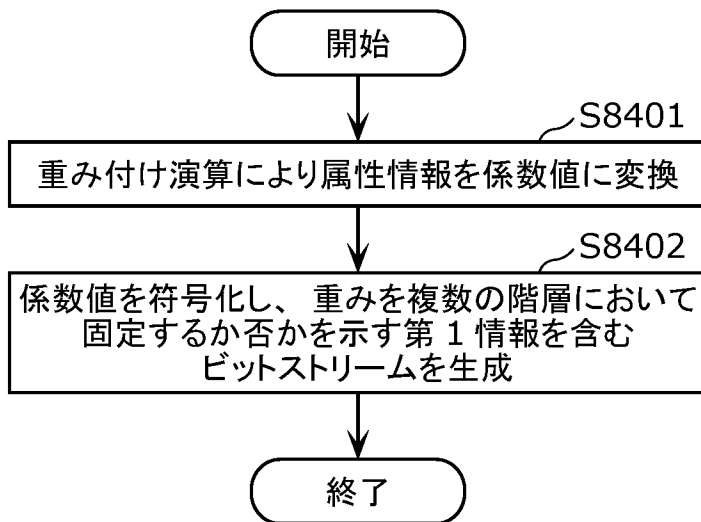 開始
S8401
重み付け演算により属性情報を係数値に変換
S8402
係数値を符号化し、 重みを複数の階層において
固定するか否かを示す第 1 情報を含む
ビットストリームを生成
終了